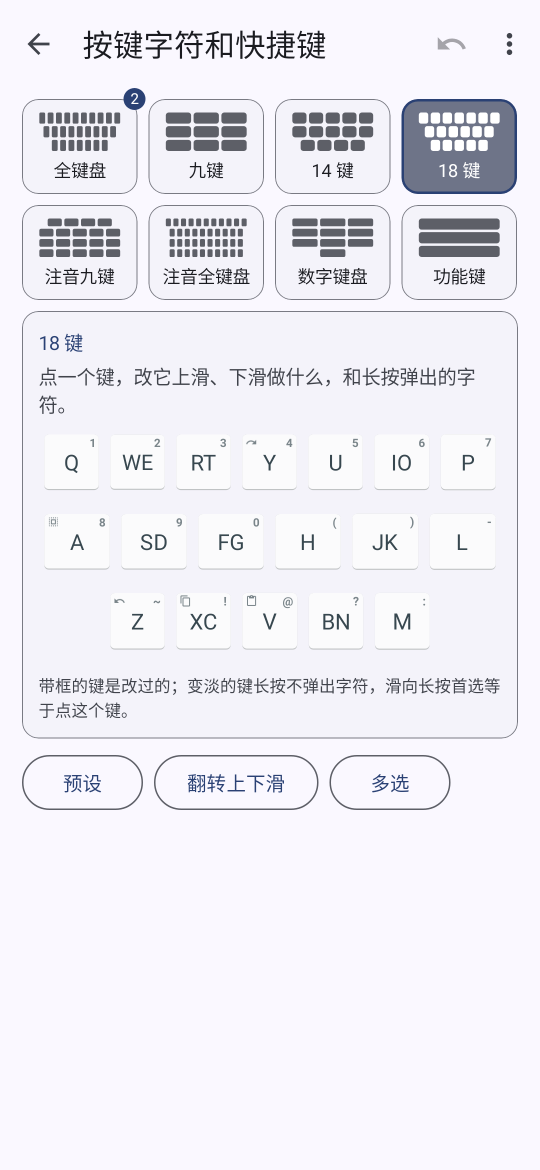 按键字符和快捷键
2
全键盘 九键 14 键 18 键
注音九键 注音全键盘 数字键盘 功能键
18 键
点一个键，改它上滑、下滑做什么，和长按弹出的字
符。
1 2 3 4 5 6 7
Q WE RT Y U IO P
8 9 0 ( ) -
A SD FG H JK L
~ ! @ ? :
Z XC V BN M
带框的键是改过的；变淡的键长按不弹出字符，滑向长按首选等
于点这个键。
预设 翻转上下滑 多选